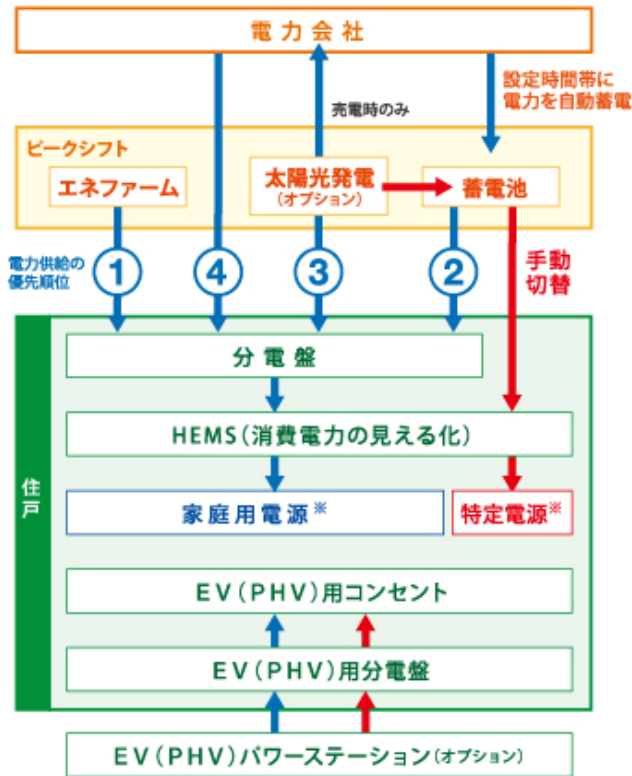 電力会社
設定時間帯に
電力を自動蓄電
売電時のみ
ピークシフト
エネファーム
太陽光発電
(オプション)
蓄電池
電力供給の
優先順位
1
4
3
2
手動
切替
住戸
分電盤
HEMS(消費電力の見える化)
家庭用電源※
特定電源※
EV(PHV)用コンセント
EV(PHV)用分電盤
EV(PHV)パワーステーション(オプション)